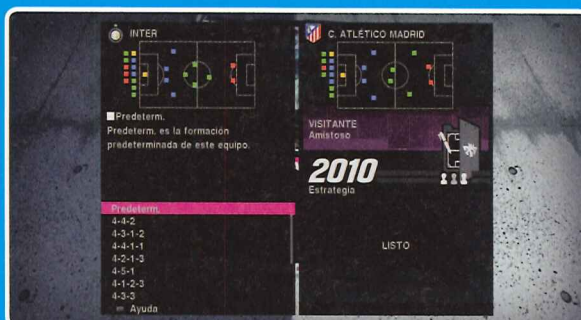 INTER
Predeterm.
Predeterm. es la formación
predeterminada de este equipo.
Predeterm.
4-4-2
4-3-1-2
4-4-1-1
4-2-1-3
4-5-1
4-1-2-3
4-3-3
Ayuda
C. ATLÉTICO MADRID
VISITANTE
Amistoso
2010
Estrategia
LISTO